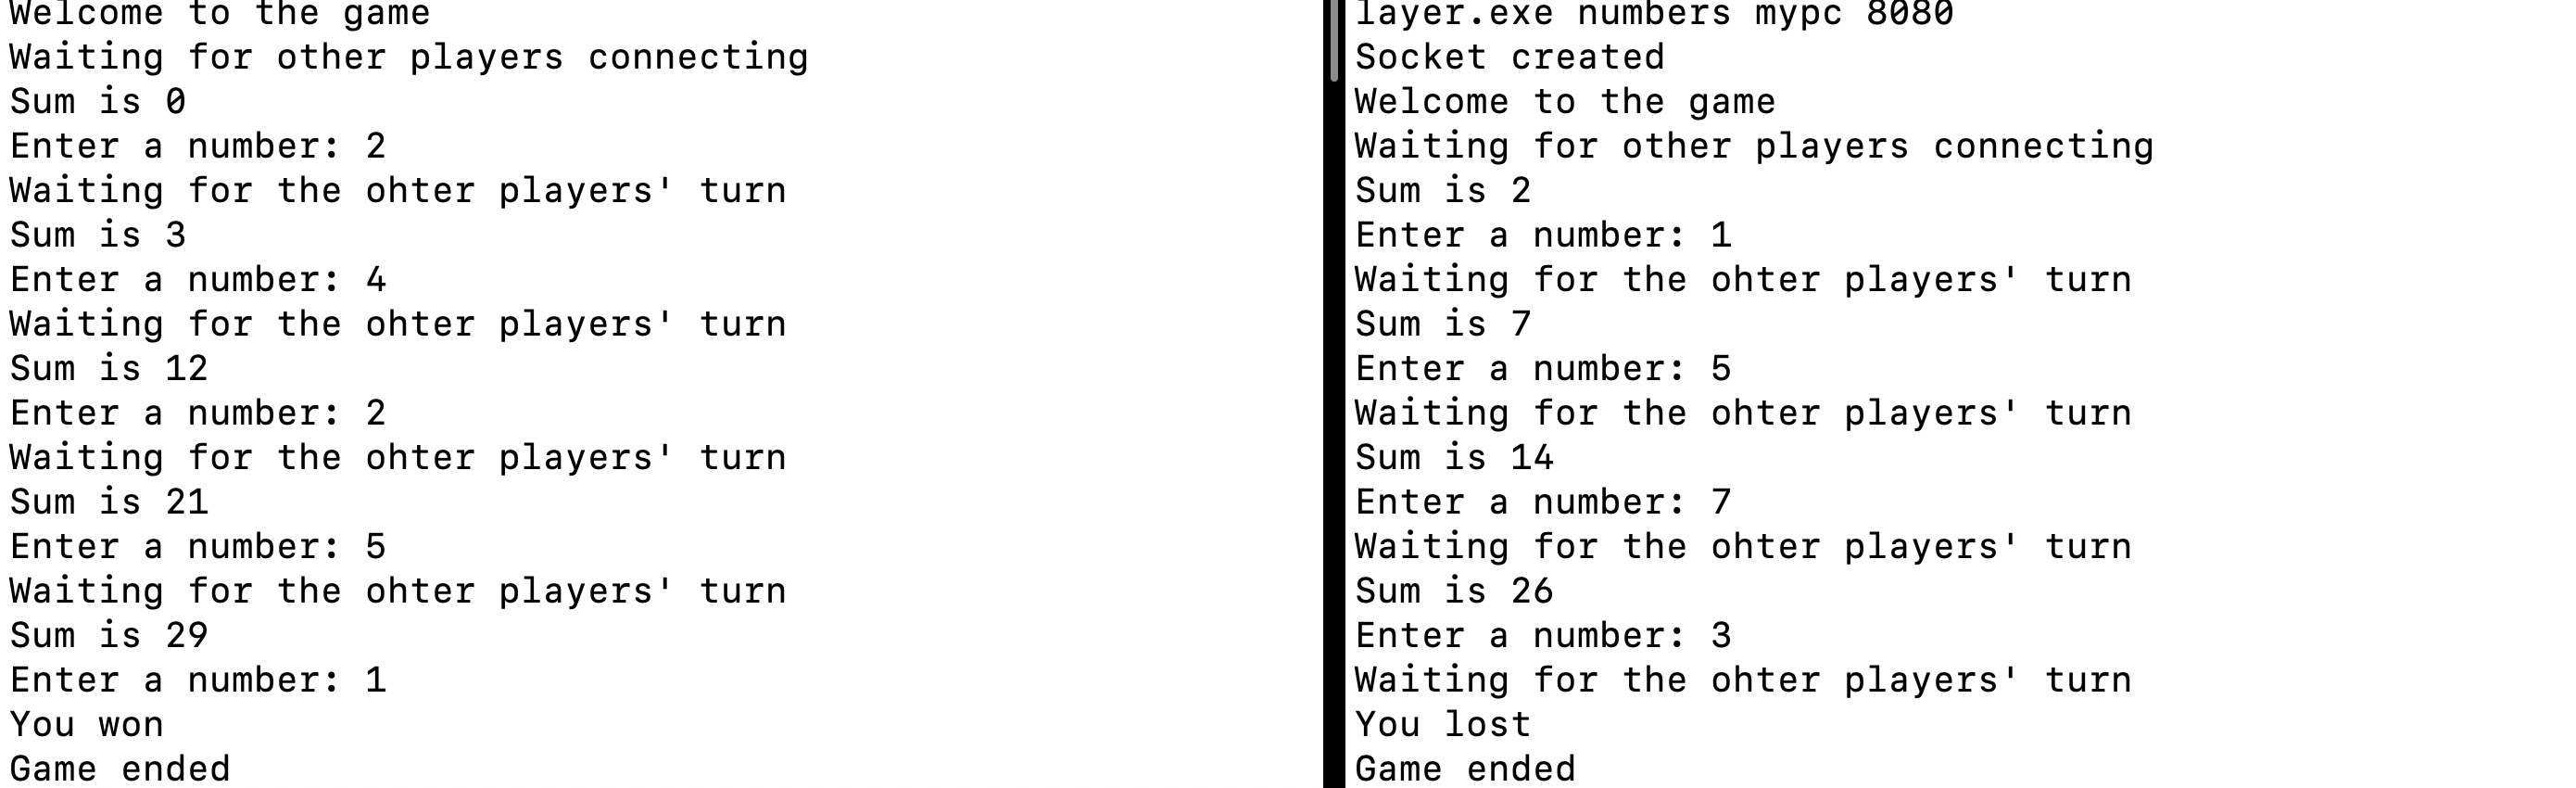 Welcome to the game
Waiting for other players connecting
Sum is 0
Enter a number: 2
Waiting for the ohter players' turn
Sum is 3
Enter a number: 4
Waiting for the ohter players' turn
Sum is 12
Enter a number: 2
Waiting for the ohter players' turn
Sum is 21
Enter a number: 5
Waiting for the ohter players' turn
Sum is 29
Enter a number: 1
You won
Game ended
layer.exe numbers mypc 8080
Socket created
Welcome to the game
Waiting for other players connecting
Sum is 2
Enter a number: 1
Waiting for the ohter players' turn
Sum is 7
Enter a number: 5
Waiting for the ohter players' turn
Sum is 14
Enter a number: 7
Waiting for the ohter players' turn
Sum is 26
Enter a number: 3
Waiting for the ohter players' turn
You lost
Game ended